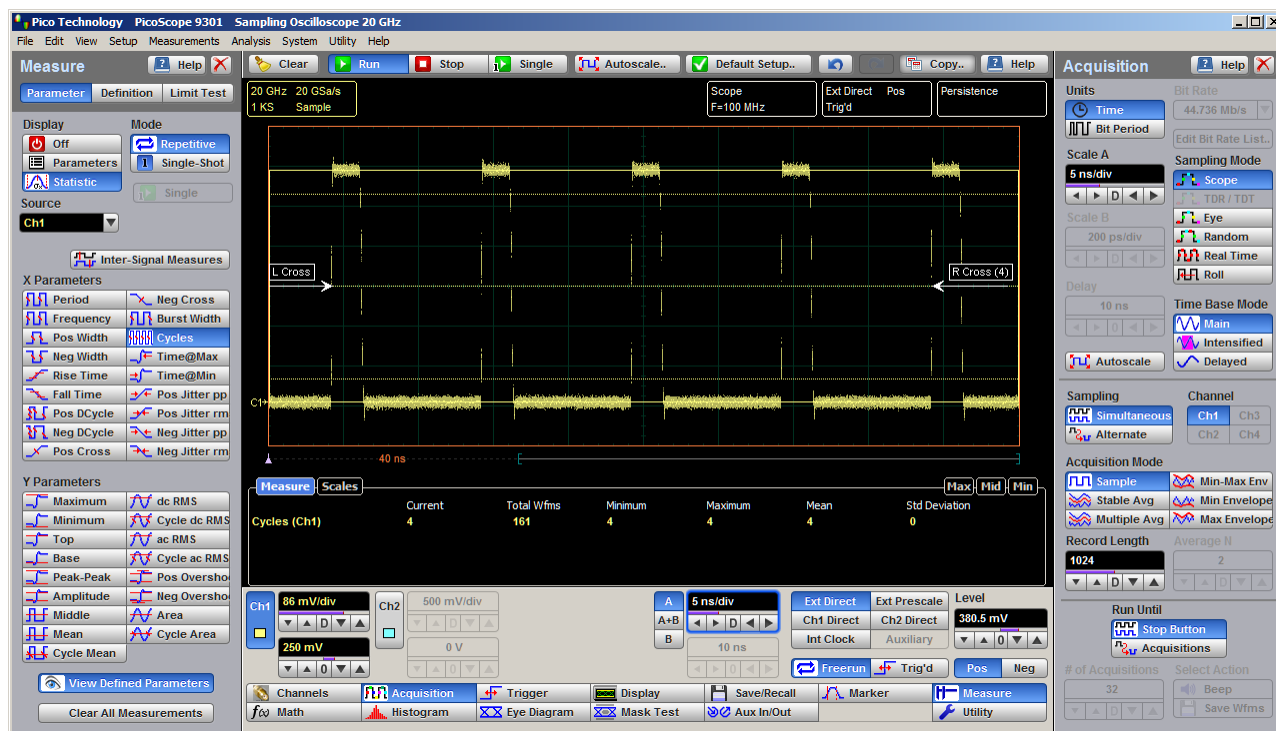 Pico Technology PicoScope 9301 Sampling Oscilloscope 20 GHz
File Edit View Setup Measurements Analysis System Utility Help
Measure
Help
Parameter Definition Limit Test
Display Mode
Off Repetitive
Parameters Single-Shot
Statistic Single
Source
Ch1
Inter-Signal Measures
X Parameters
Period Neg Cross
Frequency Burst Width
Pos Width Cycles
Neg Width Time@Max
Rise Time Time@Min
Fall Time Pos Jitter pp
Pos DCycle Pos Jitter rm
Neg DCycle Neg Jitter pp
Pos Cross Neg Jitter rm
Y Parameters
Maximum dc RMS
Minimum Cycle dc RMS
Top ac RMS
Base Cycle ac RMS
Peak-Peak Pos Oversho
Amplitude Neg Oversho
Middle Area
Mean Cycle Area
Cycle Mean
View Defined Parameters
Clear All Measurements
Clear Run Stop Single Autoscale.. Default Setup.. Copy.. Help
20 GHz 20 GSa/s
1 KS Sample
Scope
F=100 MHz
Ext Direct Pos
Trig'd
Persistence
L Cross
R Cross (4)
C1
40 ns
Measure Scales Max Mid Min
Current Total Wfms Minimum Maximum Mean Std Deviation
Cycles (Ch1) 4 161 4 4 4 0
Ch1 86 mV/div Ch2 500 mV/div
D D
250 mV 0 V
0 0
A 5 ns/div
A+B D
B 10 ns
0
Ext Direct Ext Prescale Level
Ch1 Direct Ch2 Direct 380.5 mV
Int Clock Auxiliary 0
Freerun Trig'd Pos Neg
Channels Acquisition Trigger Display Save/Recall Marker Measure
f(x) Math Histogram Eye Diagram Mask Test Aux In/Out Utility
Acquisition
Help
Units Bit Rate
Time 44.736 Mb/s
Bit Period Edit Bit Rate List..
Scale A Sampling Mode
5 ns/div Scope
D TDR / TDT
Scale B Eye
200 ps/div Random
D Real Time
Roll
Delay
10 ns Time Base Mode
0 Main
Intensified
Autoscale Delayed
Sampling Channel
Simultaneous Ch1 Ch3
Alternate Ch2 Ch4
Acquisition Mode
Sample Min-Max Env
Stable Avg Min Envelope
Multiple Avg Max Envelope
Record Length Average N
1024 2
D D
Run Until
Stop Button
Acquisitions
# of Acquisitions Select Action
32 Beep
D Save Wfms